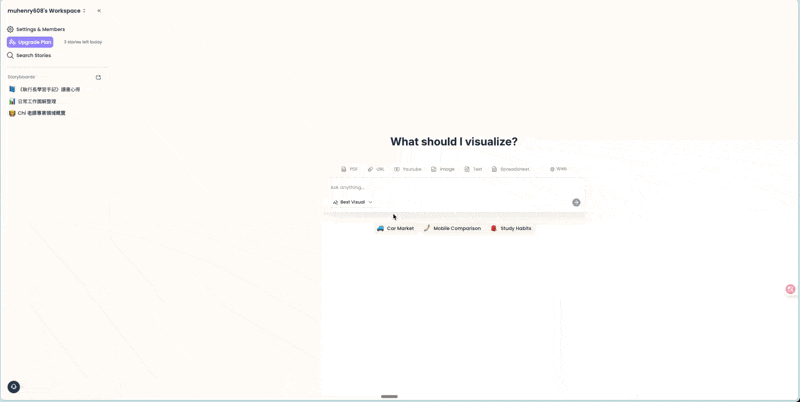 muhenry608's Workspace
Settings & Members
Upgrade Plan
3 stories left today
Search Stories
Storyboards
《執行長學習手記》讀書心得
日常工作圖解整理
Chi 老師專業領域概覽
What should I visualize?
PDF URL Youtube Image Text Spreadsheet Web
Ask anything...
Best Visual
Car Market Mobile Comparison Study Habits